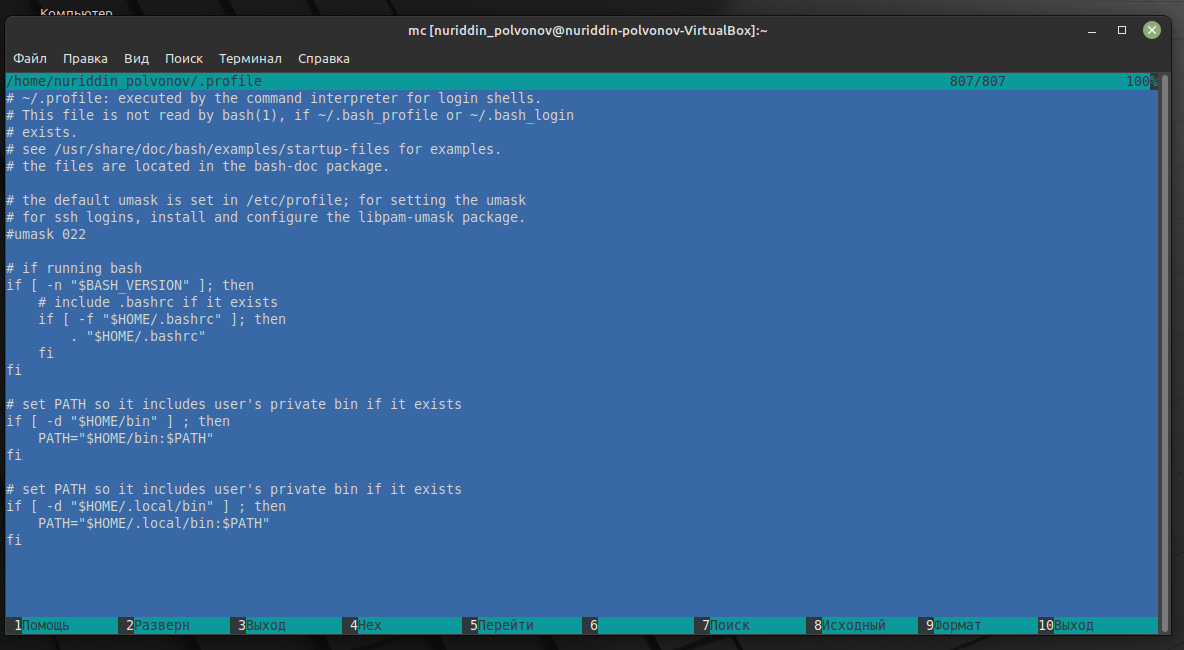 Компьютер
mc [nuriddin_polvonov@nuriddin-polvonov-VirtualBox]:~
Файл Правка Вид Поиск Терминал Справка
/home/nuriddin_polvonov/.profile 807/807 100%
# ~/.profile: executed by the command interpreter for login shells.
# This file is not read by bash(1), if ~/.bash_profile or ~/.bash_login
# exists.
# see /usr/share/doc/bash/examples/startup-files for examples.
# the files are located in the bash-doc package.

# the default umask is set in /etc/profile; for setting the umask
# for ssh logins, install and configure the libpam-umask package.
#umask 022

# if running bash
if [ -n "$BASH_VERSION" ]; then
    # include .bashrc if it exists
    if [ -f "$HOME/.bashrc" ]; then
        . "$HOME/.bashrc"
    fi
fi

# set PATH so it includes user's private bin if it exists
if [ -d "$HOME/bin" ] ; then
    PATH="$HOME/bin:$PATH"
fi

# set PATH so it includes user's private bin if it exists
if [ -d "$HOME/.local/bin" ] ; then
    PATH="$HOME/.local/bin:$PATH"
fi
1Помощь 2Разверн 3Выход 4Hex 5Перейти 6 7Поиск 8Исходный 9Формат 10Выход